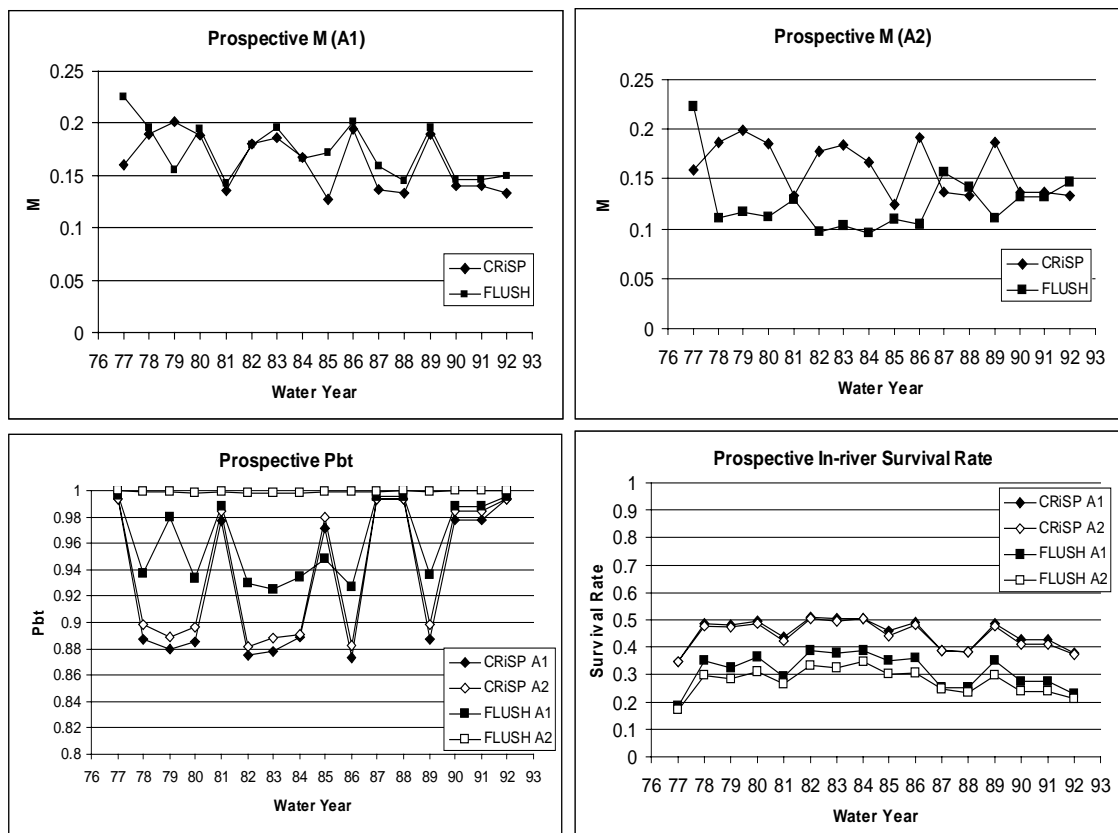 Prospective M (A1)
0.25
0.2
0.15
0.1
0.05
0
M
CRiSP
FLUSH
76 77 78 79 80 81 82 83 84 85 86 87 88 89 90 91 92 93
Water Year
Prospective M (A2)
0.25
0.2
0.15
0.1
0.05
0
M
CRiSP
FLUSH
76 77 78 79 80 81 82 83 84 85 86 87 88 89 90 91 92 93
Water Year
Prospective Pbt
1
0.98
0.96
0.94
0.92
0.9
0.88
0.86
0.84
0.82
0.8
Pbt
CRiSP A1
CRiSP A2
FLUSH A1
FLUSH A2
76 77 78 79 80 81 82 83 84 85 86 87 88 89 90 91 92 93
Water Year
Prospective In-river Survival Rate
1
0.9
0.8
0.7
0.6
0.5
0.4
0.3
0.2
0.1
0
Survival Rate
CRiSP A1
CRiSP A2
FLUSH A1
FLUSH A2
76 77 78 79 80 81 82 83 84 85 86 87 88 89 90 91 92 93
Water Year